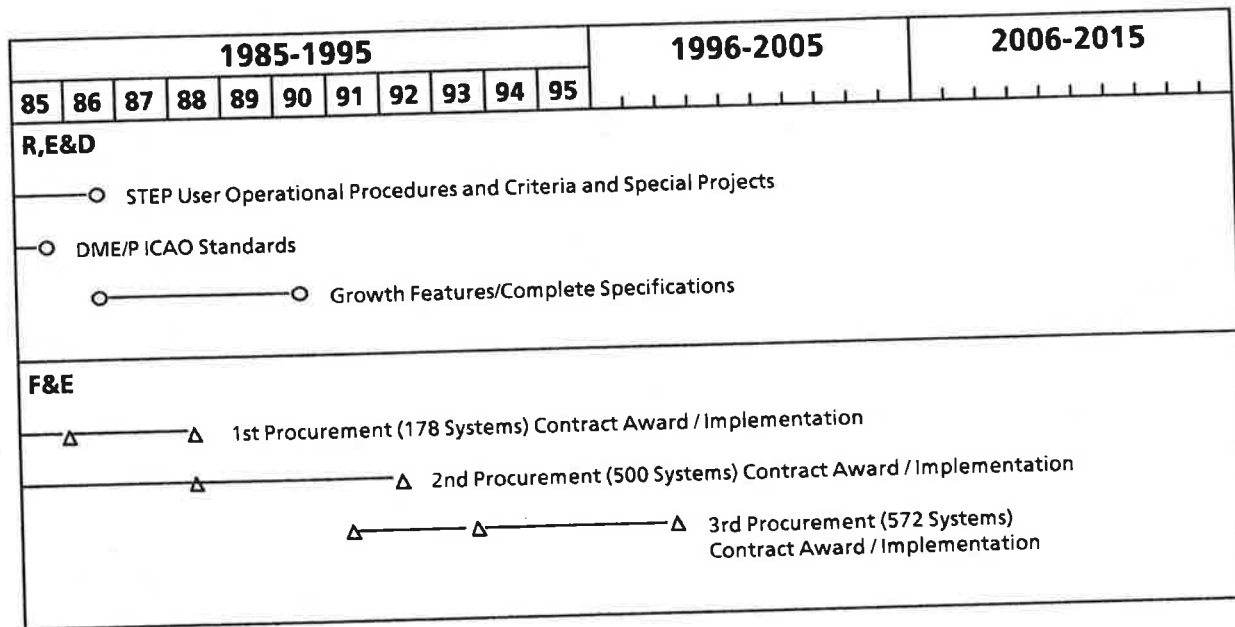 1985-1995 1996-2005 2006-2015
85 86 87 88 89 90 91 92 93 94 95
R,E&D
STEP User Operational Procedures and Criteria and Special Projects
DME/P ICAO Standards
Growth Features/Complete Specifications
F&E
1st Procurement (178 Systems) Contract Award / Implementation
2nd Procurement (500 Systems) Contract Award / Implementation
3rd Procurement (572 Systems)
Contract Award / Implementation